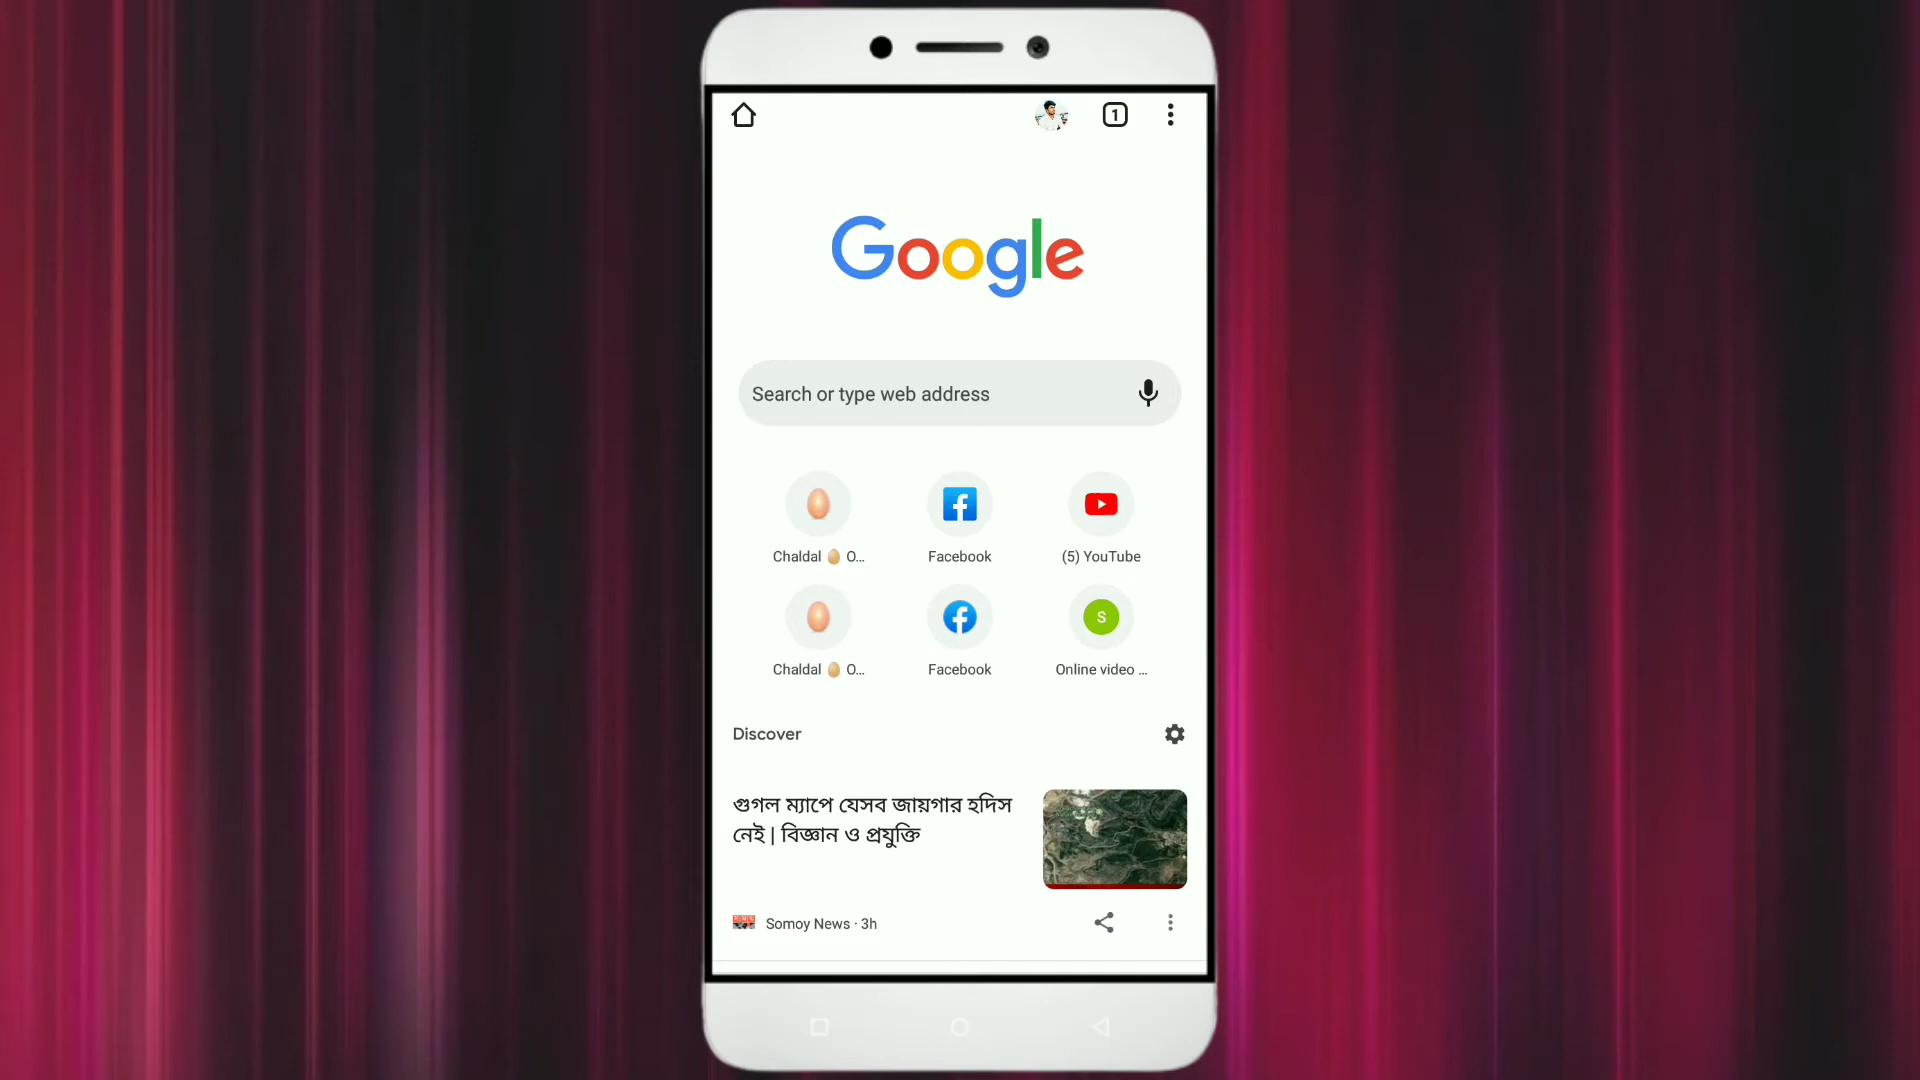 1
Google
Search or type web address
Chaldal 🥚 O...
Facebook
(5) YouTube
Chaldal 🥚 O...
Facebook
S
Online video ...
Discover
গুগল ম্যাপে যেসব জায়গার হদিস
নেই | বিজ্ঞান ও প্রযুক্তি
Somoy News · 3h